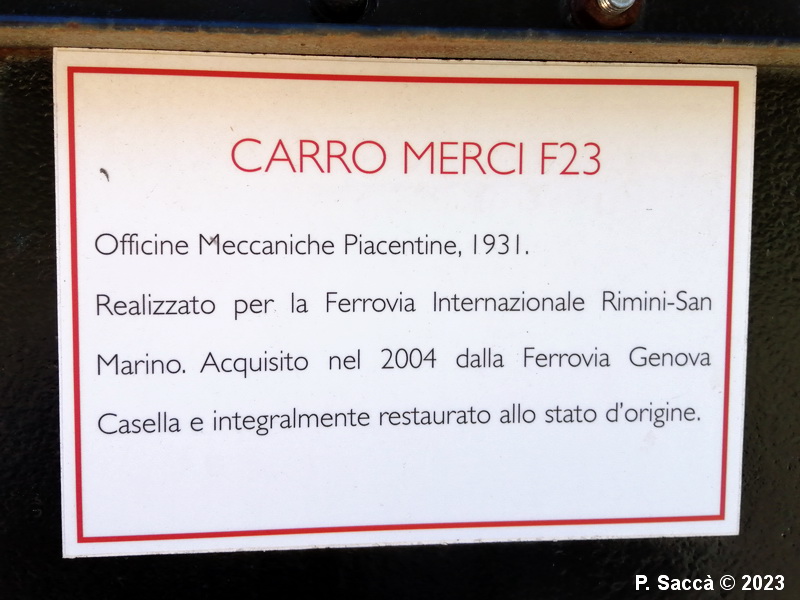 CARRO MERCI F23
Officine Meccaniche Piacentine, 1931.
Realizzato per la Ferrovia Internazionale Rimini-San
Marino. Acquisito nel 2004 dalla Ferrovia Genova
Casella e integralmente restaurato allo stato d'origine.
P. Saccà © 2023